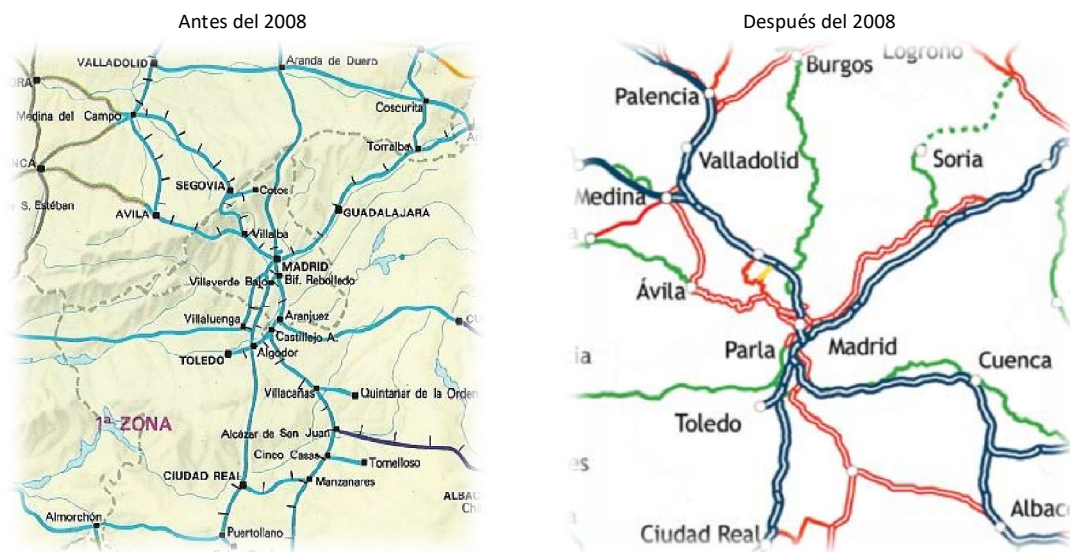 Antes del 2008
VALLADOLID
Aranda de Duero
Coscurita
Medina del Campo
Torralba
SEGOVIA
Cotos
S. Estéban
AVILA
GUADALAJARA
Villalba
MADRID
Villaverde Bajo
Bif. Rebolledo
Villaluenga
Aranjuez
Castillejo A.
TOLEDO
Algodor
Villacañas
Quintanar de la Orden
1ª ZONA
Alcázar de San Juan
Cinco Casas
Tomelloso
CIUDAD REAL
Manzanares
Almorchón
Puertollano
Después del 2008
Logroño
Burgos
Palencia
Valladolid
Soria
Medina
Ávila
Parla
Madrid
Cuenca
Toledo
Ciudad Real